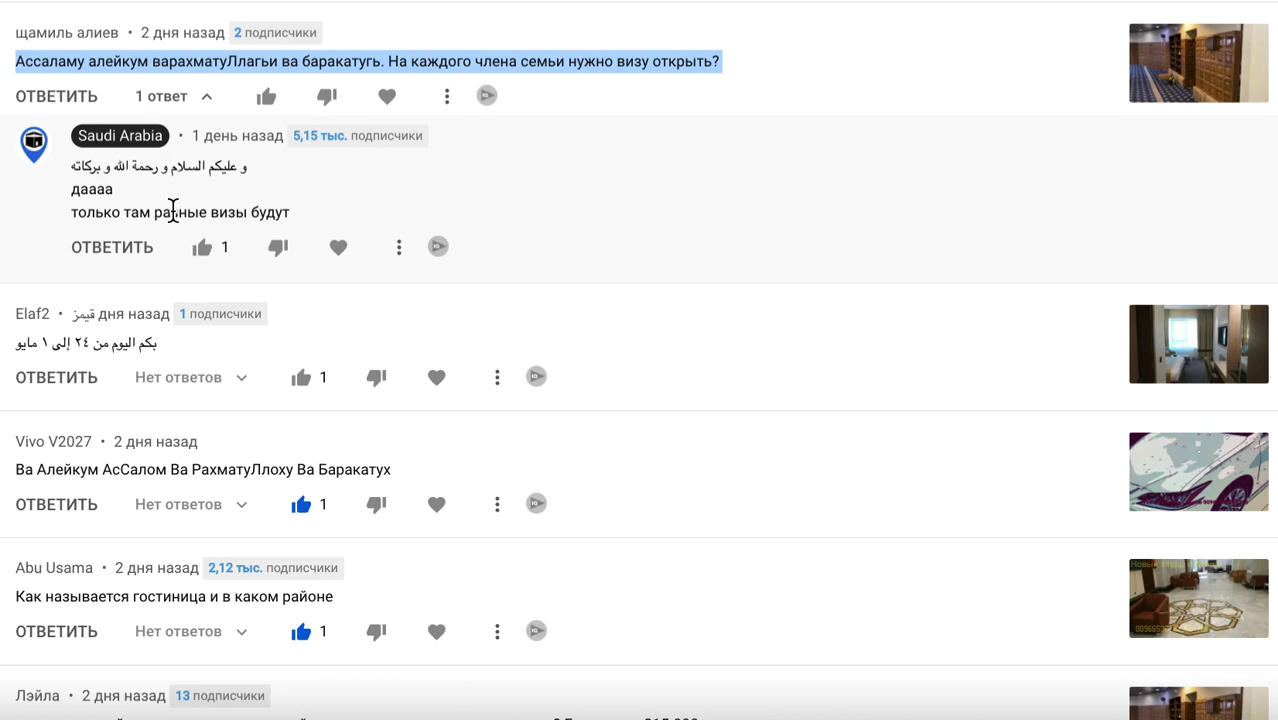 щамиль алиев • 2 дня назад 2 подписчики
Ассаламу алейкум варахматуЛлагьи ва баракатугь. На каждого члена семьи нужно визу открыть?
ОТВЕТИТЬ 1 ответ
Saudi Arabia • 1 день назад 5,15 тыс. подписчики
و عليكم السلام و رحمة الله و بركاته
даааа
только там разные визы будут
ОТВЕТИТЬ 1
Elaf2 • قيمز дня назад 1 подписчики
بكم اليوم من ٢٤ إلى ١ مايو
ОТВЕТИТЬ Нет ответов 1
Vivo V2027 • 2 дня назад
Ва Алейкум АсСалом Ва РахматуЛлоху Ва Баракатух
ОТВЕТИТЬ Нет ответов 1
Abu Usama • 2 дня назад 2,12 тыс. подписчики
Как называется гостиница и в каком районе
ОТВЕТИТЬ Нет ответов 1
Лэйла • 2 дня назад 13 подписчики